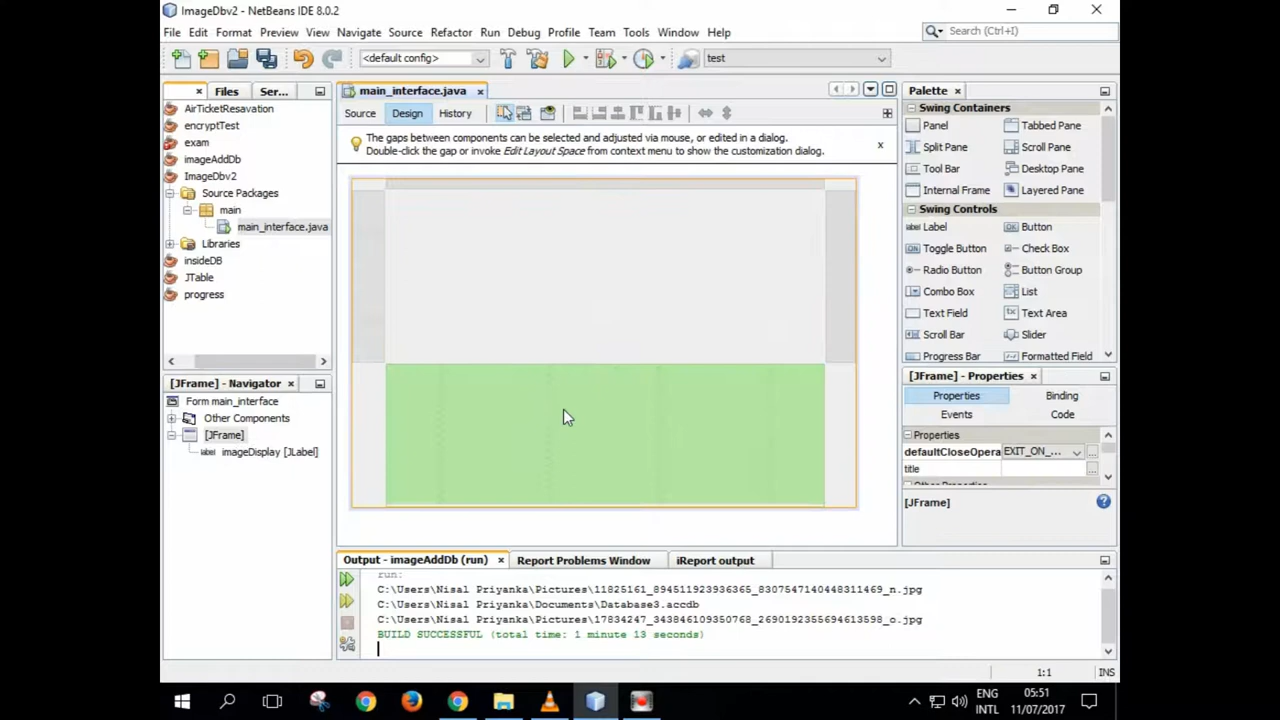 ImageDbv2 - NetBeans IDE 8.0.2
File Edit Format Preview View Navigate Source Refactor Run Debug Profile Team Tools Window Help
Search (Ctrl+I)
<default config>
test
Files Ser...
main_interface.java
Source Design History
The gaps between components can be selected and adjusted via mouse, or edited in a dialog.
Double-click the gap or invoke Edit Layout Space from context menu to show the customization dialog.
AirTicketResavation
encryptTest
exam
imageAddDb
ImageDbv2
Source Packages
main
main_interface.java
Libraries
insideDB
JTable
progress
[JFrame] - Navigator
Form main_interface
Other Components
[JFrame]
label imageDisplay [JLabel]
Palette
Swing Containers
Panel Tabbed Pane
Split Pane Scroll Pane
Tool Bar Desktop Pane
Internal Frame Layered Pane
Swing Controls
label Label OK Button
ON Toggle Button Check Box
Radio Button Button Group
Combo Box List
Text Field Text Area
Scroll Bar Slider
Progress Bar Formatted Field
[JFrame] - Properties
Properties Binding
Events Code
Properties
defaultCloseOpera EXIT_ON_... ...
title ...
Other Properties
[JFrame]
Output - imageAddDb (run) Report Problems Window iReport output
run:
C:\Users\Nisal Priyanka\Pictures\11825161_894511923936365_8307547140448311469_n.jpg
C:\Users\Nisal Priyanka\Documents\Database3.accdb
C:\Users\Nisal Priyanka\Pictures\17834247_343846109350768_2690192355694613598_o.jpg
BUILD SUCCESSFUL (total time: 1 minute 13 seconds)
1:1 INS
ENG
INTL
05:51
11/07/2017